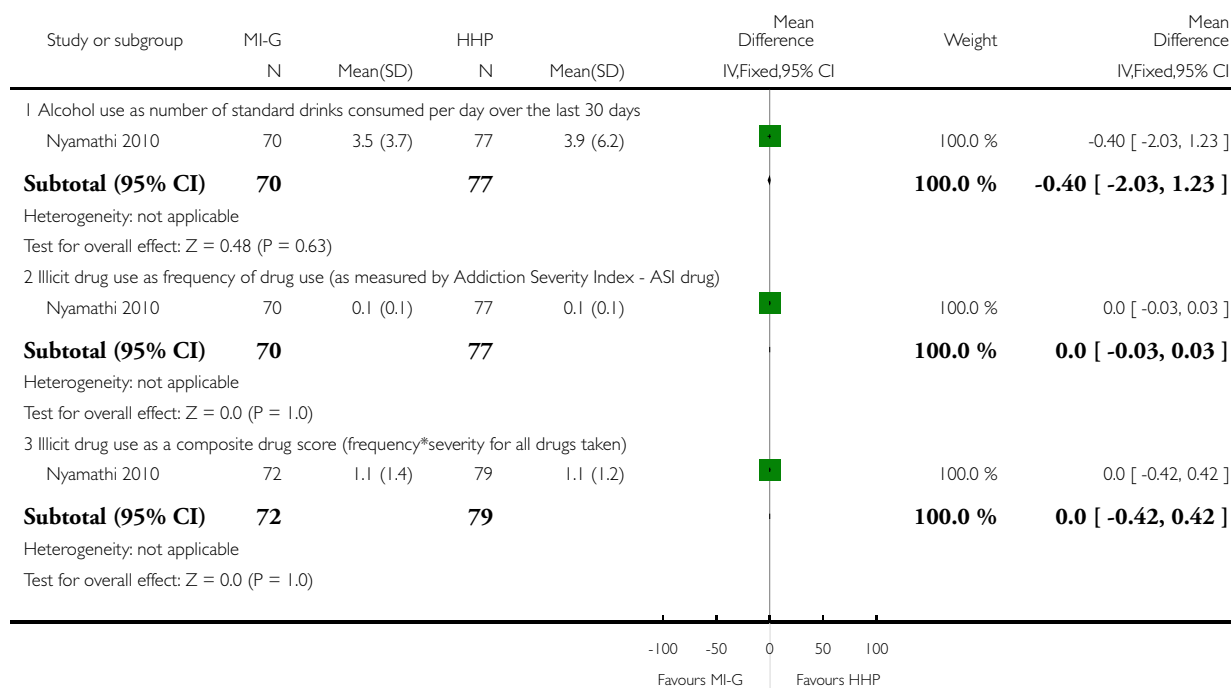 Study or subgroup MI-G HHP Mean Difference Weight Mean Difference
N Mean(SD) N Mean(SD) IV,Fixed,95% CI IV,Fixed,95% CI
1 Alcohol use as number of standard drinks consumed per day over the last 30 days
Nyamathi 2010 70 3.5 (3.7) 77 3.9 (6.2) 100.0 % -0.40 [ -2.03, 1.23 ]
Subtotal (95% CI) 70 77 100.0 % -0.40 [ -2.03, 1.23 ]
Heterogeneity: not applicable
Test for overall effect: Z = 0.48 (P = 0.63)
2 Illicit drug use as frequency of drug use (as measured by Addiction Severity Index - ASI drug)
Nyamathi 2010 70 0.1 (0.1) 77 0.1 (0.1) 100.0 % 0.0 [ -0.03, 0.03 ]
Subtotal (95% CI) 70 77 100.0 % 0.0 [ -0.03, 0.03 ]
Heterogeneity: not applicable
Test for overall effect: Z = 0.0 (P = 1.0)
3 Illicit drug use as a composite drug score (frequency*severity for all drugs taken)
Nyamathi 2010 72 1.1 (1.4) 79 1.1 (1.2) 100.0 % 0.0 [ -0.42, 0.42 ]
Subtotal (95% CI) 72 79 100.0 % 0.0 [ -0.42, 0.42 ]
Heterogeneity: not applicable
Test for overall effect: Z = 0.0 (P = 1.0)
-100 -50 0 50 100
Favours MI-G Favours HHP